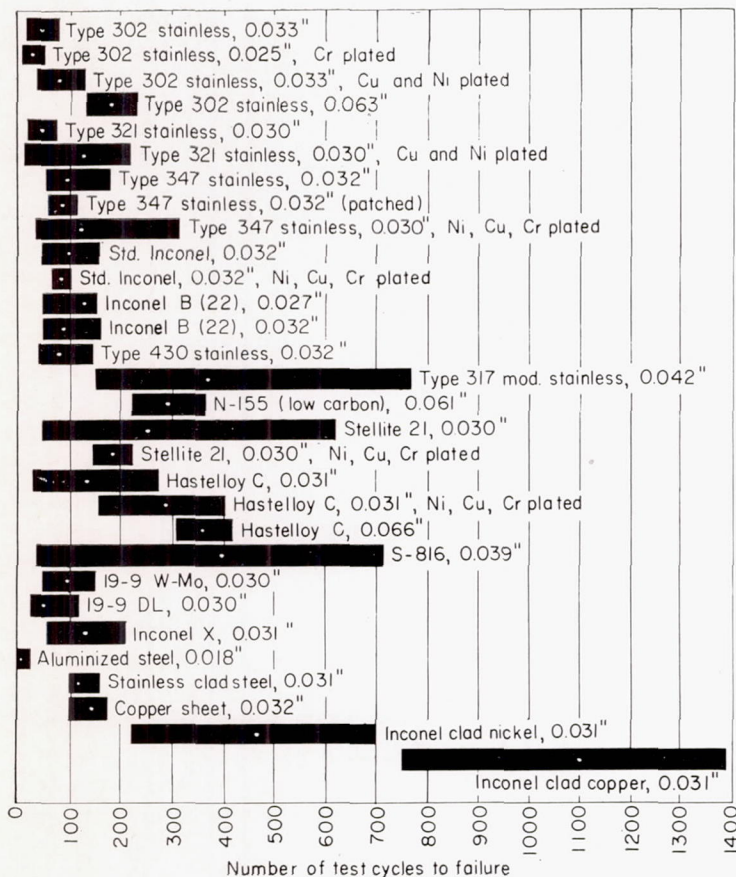 Type 302 stainless, 0.033"
Type 302 stainless, 0.025", Cr plated
Type 302 stainless, 0.033", Cu and Ni plated
Type 302 stainless, 0.063"
Type 321 stainless, 0.030"
Type 321 stainless, 0.030", Cu and Ni plated
Type 347 stainless, 0.032"
Type 347 stainless, 0.032" (patched)
Type 347 stainless, 0.030", Ni, Cu, Cr plated
Std. Inconel, 0.032"
Std. Inconel, 0.032", Ni, Cu, Cr plated
Inconel B (22), 0.027"
Inconel B (22), 0.032"
Type 430 stainless, 0.032"
Type 317 mod. stainless, 0.042"
N-155 (low carbon), 0.061"
Stellite 21, 0.030"
Stellite 21, 0.030", Ni, Cu, Cr plated
Hastelloy C, 0.031"
Hastelloy C, 0.031", Ni, Cu, Cr plated
Hastelloy C, 0.066"
S-816, 0.039"
19-9 W-Mo, 0.030"
19-9 DL, 0.030"
Inconel X, 0.031"
Aluminized steel, 0.018"
Stainless clad steel, 0.031"
Copper sheet, 0.032"
Inconel clad nickel, 0.031"
Inconel clad copper, 0.031"
0 100 200 300 400 500 600 700 800 900 1000 1100 1200 1300 1400
Number of test cycles to failure